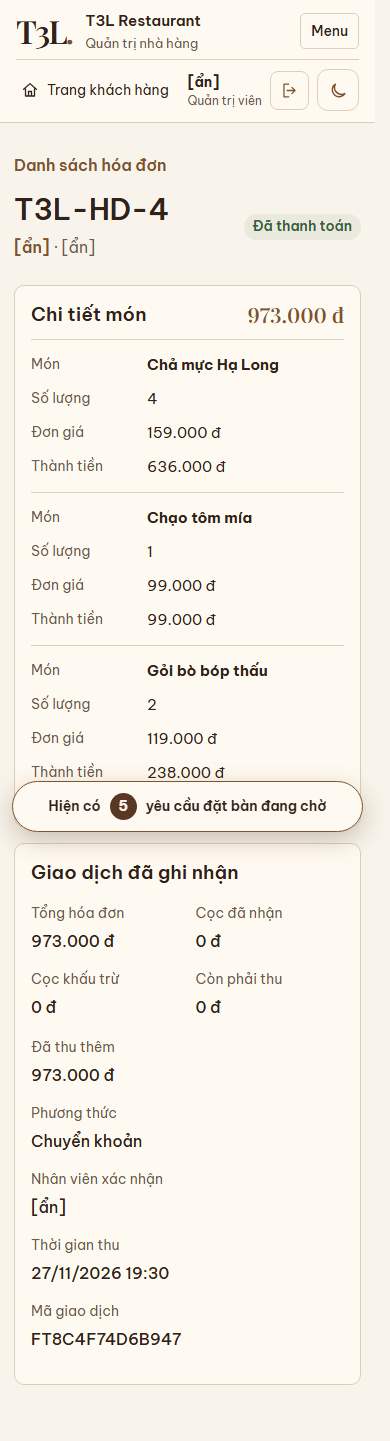 T3L.
T3L Restaurant
Quản trị nhà hàng
Menu
Trang khách hàng
[ẩn]
Quản trị viên
Danh sách hóa đơn
T3L-HD-4
Đã thanh toán
[ẩn] · [ẩn]
Chi tiết món
973.000 đ
Món
Chả mực Hạ Long
Số lượng
4
Đơn giá
159.000 đ
Thành tiền
636.000 đ
Món
Chạo tôm mía
Số lượng
1
Đơn giá
99.000 đ
Thành tiền
99.000 đ
Món
Gỏi bò bóp thấu
Số lượng
2
Đơn giá
119.000 đ
Thành tiền
238.000 đ
Hiện có 5 yêu cầu đặt bàn đang chờ
Giao dịch đã ghi nhận
Tổng hóa đơn
Cọc đã nhận
973.000 đ
0 đ
Cọc khấu trừ
Còn phải thu
0 đ
0 đ
Đã thu thêm
973.000 đ
Phương thức
Chuyển khoản
Nhân viên xác nhận
[ẩn]
Thời gian thu
27/11/2026 19:30
Mã giao dịch
FT8C4F74D6B947